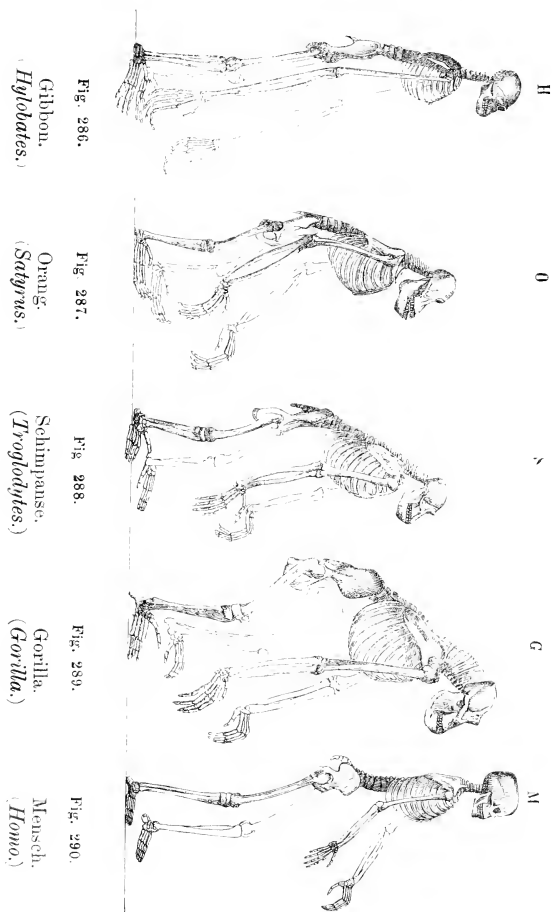 H
O
G
M
Fig. 286.
Fig 287.
Fig 288.
Fig. 289.
Fig. 290.
Gibbon.
(Hylobates.)
Orang.
(Satyrus.)
Schimpanse.
(Troglodytes.)
Gorilla.
(Gorilla.)
Mensch.
(Homo.)